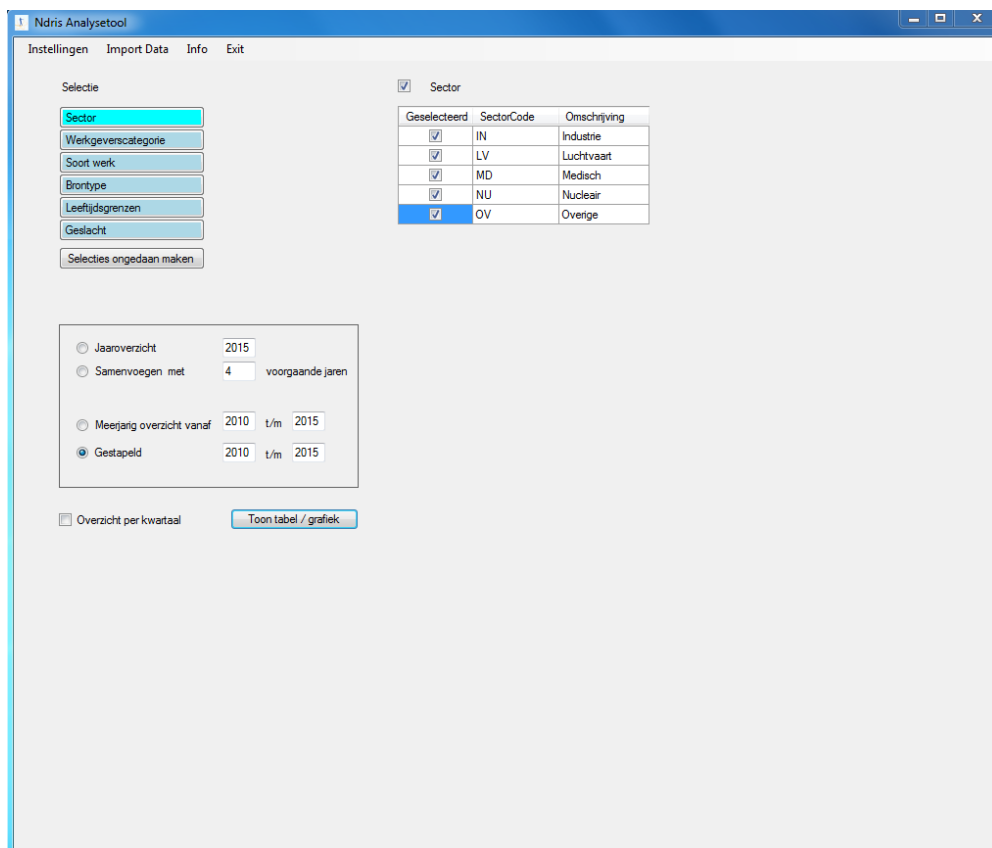 Ndris Analysetool
Instellingen Import Data Info Exit
Selectie
Sector
Werkgeverscategorie
Soort werk
Brontype
Leeftijdsgrenzen
Geslacht
Selecties ongedaan maken
Sector
Geselecteerd SectorCode Omschrijving
IN Industrie
LV Luchtvaart
MD Medisch
NU Nucleair
OV Overige
Jaaroverzicht 2015
Samenvoegen met 4 voorgaande jaren
Meerjarig overzicht vanaf 2010 t/m 2015
Gestapeld 2010 t/m 2015
Overzicht per kwartaal Toon tabel / grafiek